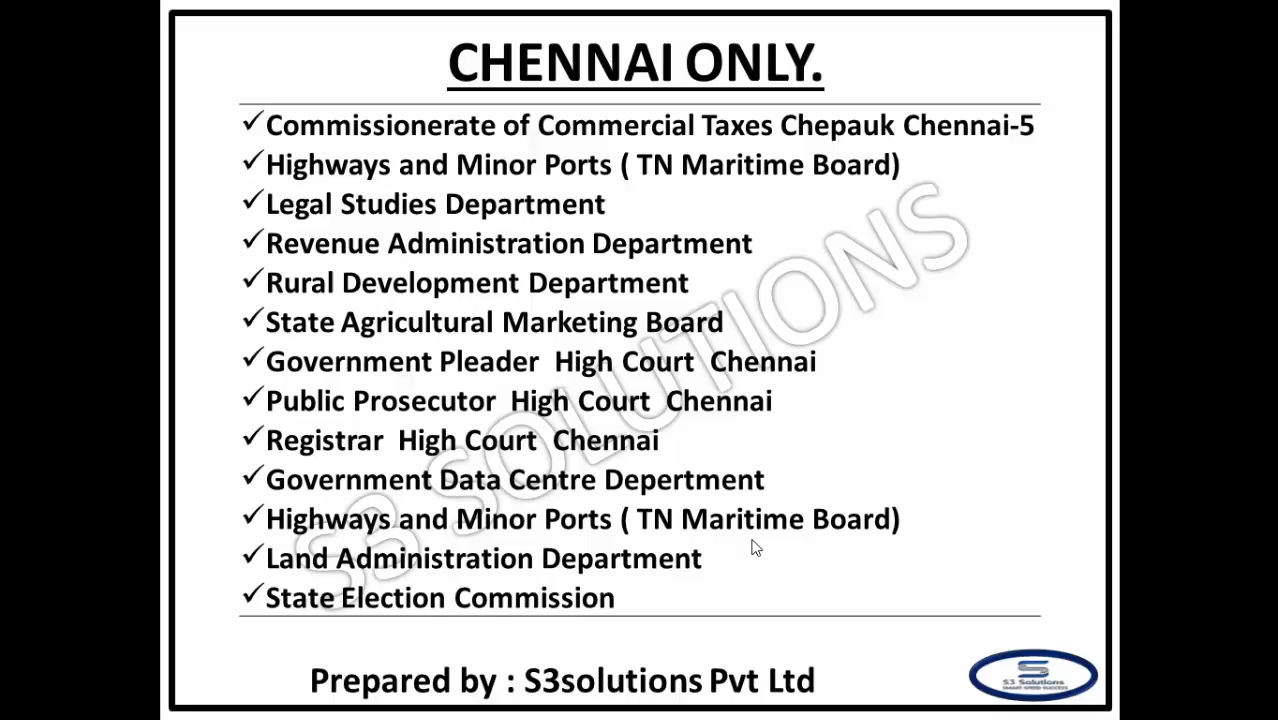 CHENNAI ONLY.
✓Commissionerate of Commercial Taxes Chepauk Chennai-5
✓Highways and Minor Ports ( TN Maritime Board)
✓Legal Studies Department
✓Revenue Administration Department
✓Rural Development Department
✓State Agricultural Marketing Board
✓Government Pleader High Court Chennai
✓Public Prosecutor High Court Chennai
✓Registrar High Court Chennai
✓Government Data Centre Depertment
✓Highways and Minor Ports ( TN Maritime Board)
✓Land Administration Department
✓State Election Commission
S3 SOLUTIONS
Prepared by : S3solutions Pvt Ltd
S3 Solutions
SMART SPEED SUCCESS